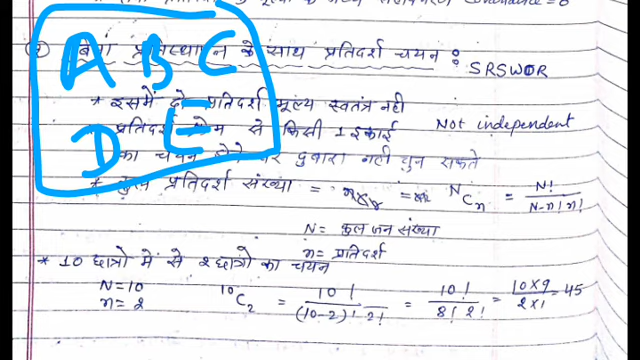 बिना प्रतिस्थापन के साथ प्रतिदर्श चयन : SRSWOR
A B C
D E
* इसमें दो प्रतिदर्श मूल्य स्वतंत्र नही
प्रतिदर्श से किसी 1 इकाई Not independent
का चयन होने पर दुबारा नही चुन सकते
* कुल प्रतिदर्श संख्या = = ᴺCₙ = N! / N-n! n!
N = कुल जन संख्या
n = प्रतिदर्श
* 10 छात्रो में से 2 छात्रों का चयन
N = 10
n = 2
¹⁰C₂ = 10! / (10-2)! 2! = 10! / 8! 2! = 10 × 9 / 2 × 1 = 45